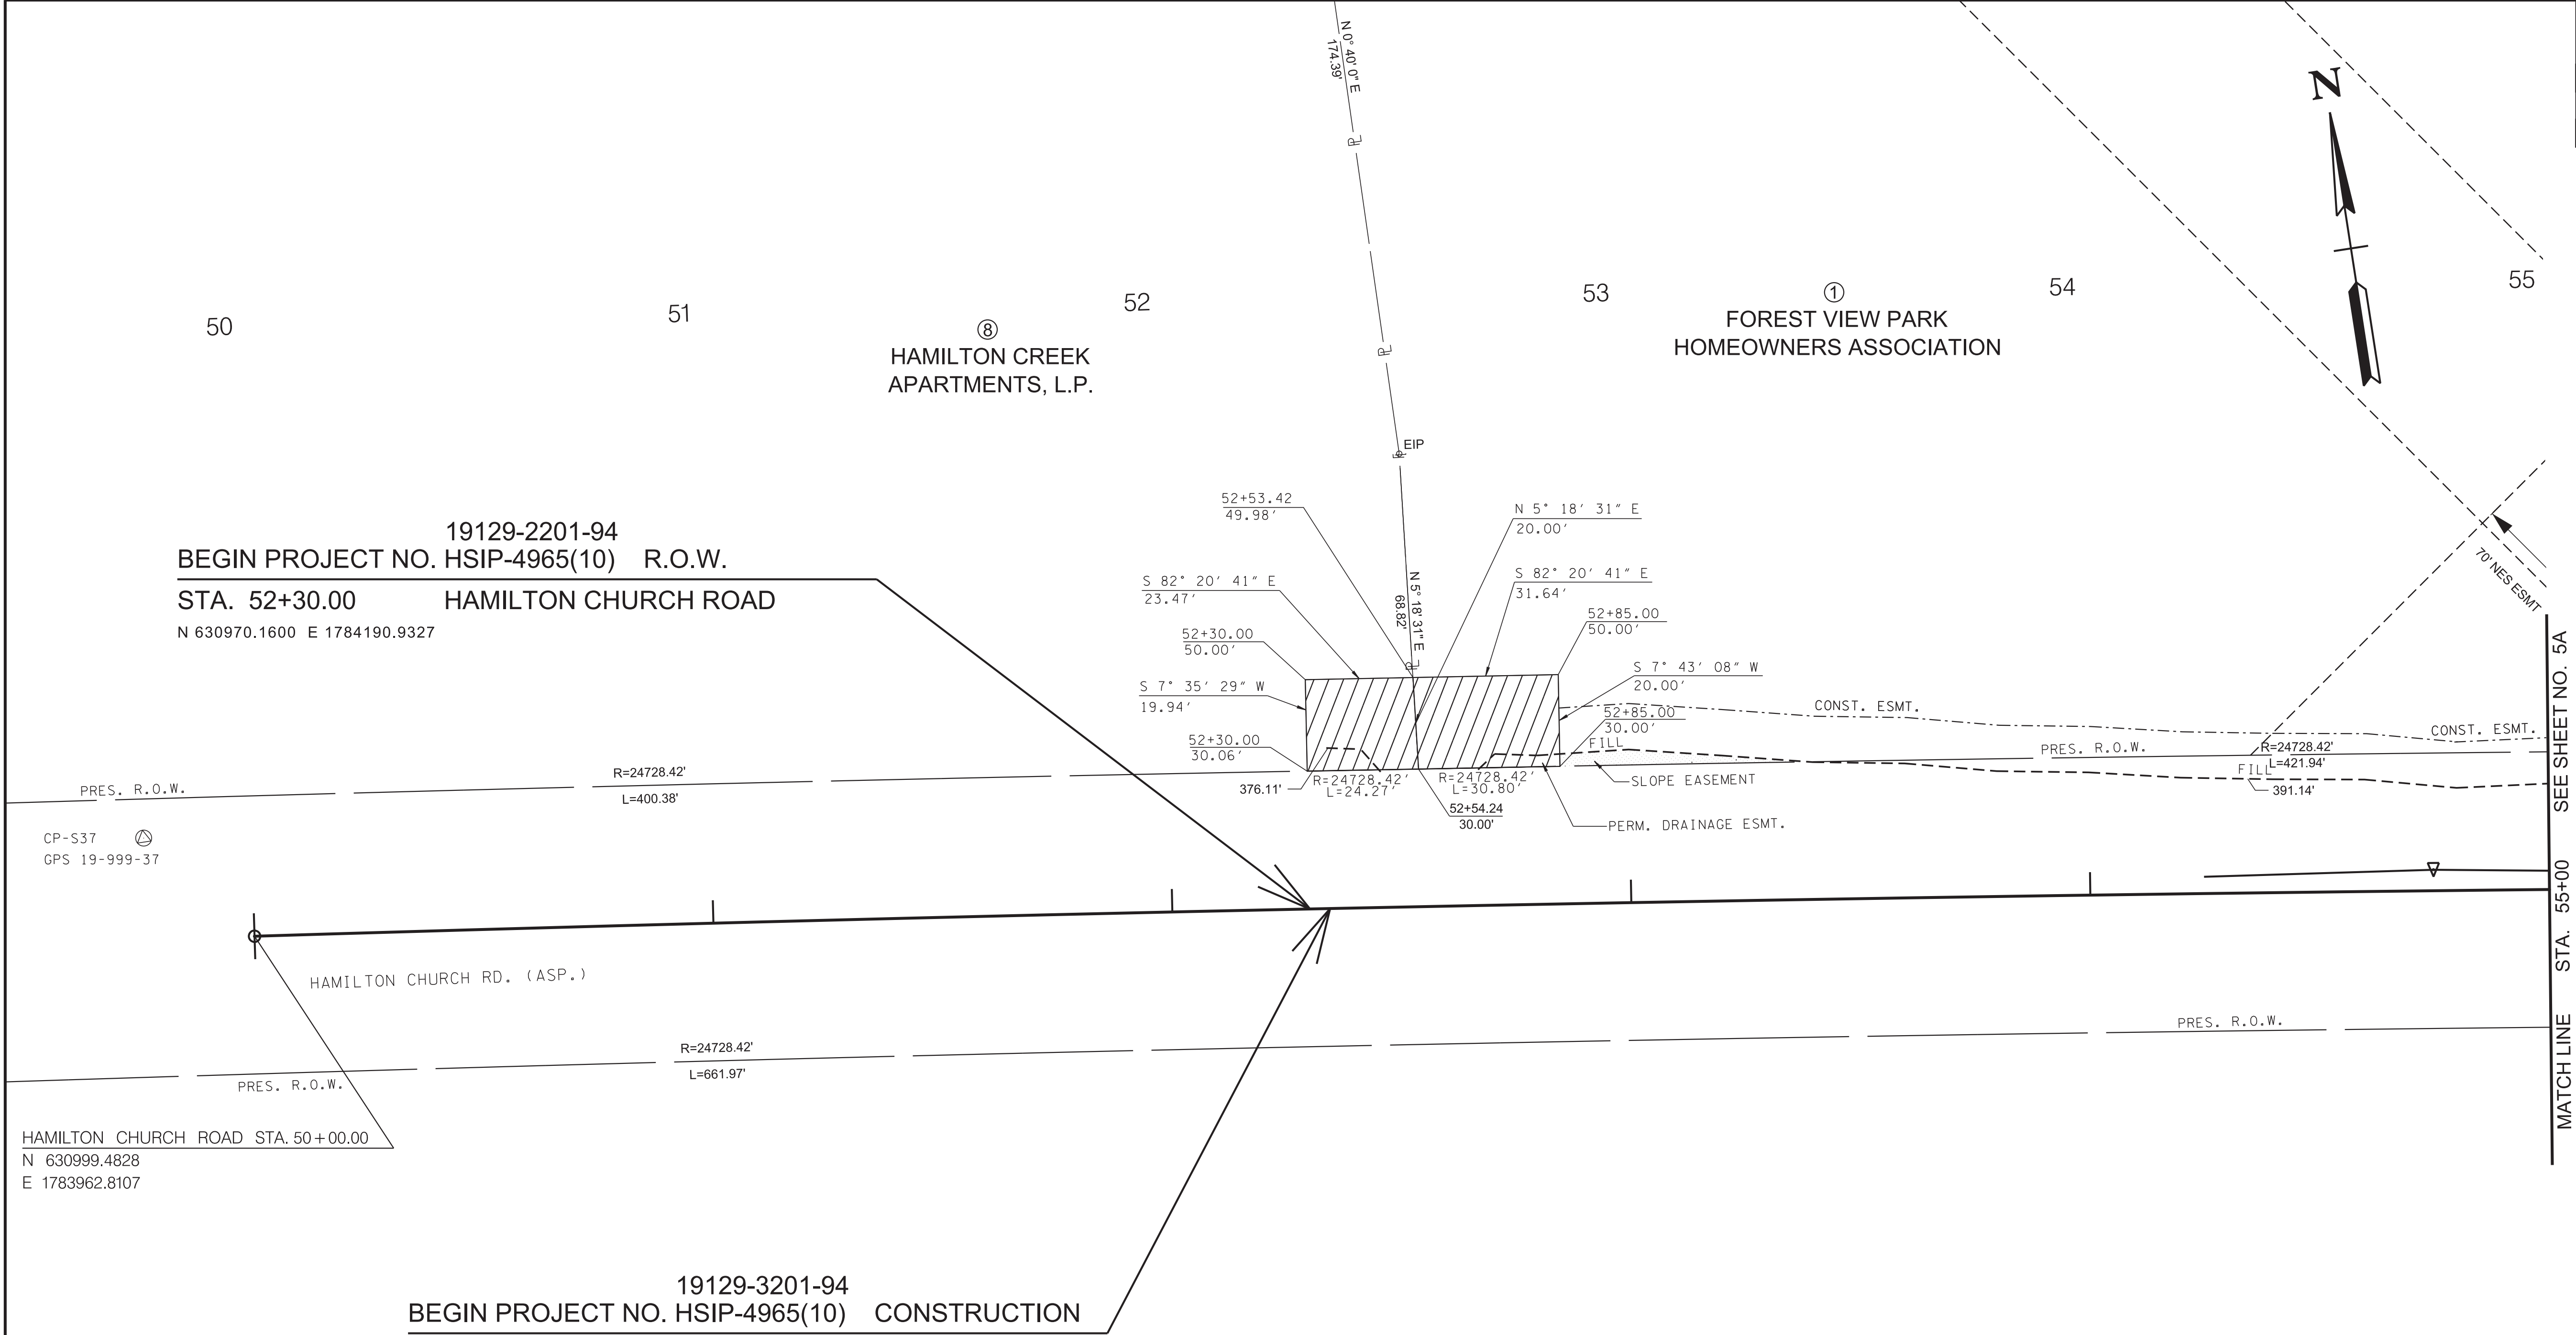 N 0° 40' 0" E
174.39'
N
50
51
52
53
54
55
8
HAMILTON CREEK
APARTMENTS, L.P.
1
FOREST VIEW PARK
HOMEOWNERS ASSOCIATION
PL
PL
PL
EIP
19129-2201-94
BEGIN PROJECT NO. HSIP-4965(10) R.O.W.
STA. 52+30.00 HAMILTON CHURCH ROAD
N 630970.1600 E 1784190.9327
52+53.42
49.98'
N 5° 18' 31" E
20.00'
S 82° 20' 41" E
23.47'
S 82° 20' 41" E
31.64'
N 5° 18' 31" E
68.82'
PL
52+30.00
50.00'
52+85.00
50.00'
S 7° 35' 29" W
19.94'
S 7° 43' 08" W
20.00'
52+30.00
30.06'
52+85.00
30.00'
70' NES ESMT
CONST. ESMT.
CONST. ESMT.
FILL
PRES. R.O.W.
R=24728.42'
L=421.94'
FILL
391.14'
SLOPE EASEMENT
PERM. DRAINAGE ESMT.
PRES. R.O.W.
R=24728.42'
L=400.38'
376.11'
R=24728.42'
L=24.27'
R=24728.42'
L=30.80'
52+54.24
30.00'
CP-S37
GPS 19-999-37
HAMILTON CHURCH RD. (ASP.)
PRES. R.O.W.
R=24728.42'
L=661.97'
PRES. R.O.W.
HAMILTON CHURCH ROAD STA. 50+00.00
N 630999.4828
E 1783962.8107
19129-3201-94
BEGIN PROJECT NO. HSIP-4965(10) CONSTRUCTION
MATCH LINE STA. 55+00 SEE SHEET NO. 5A